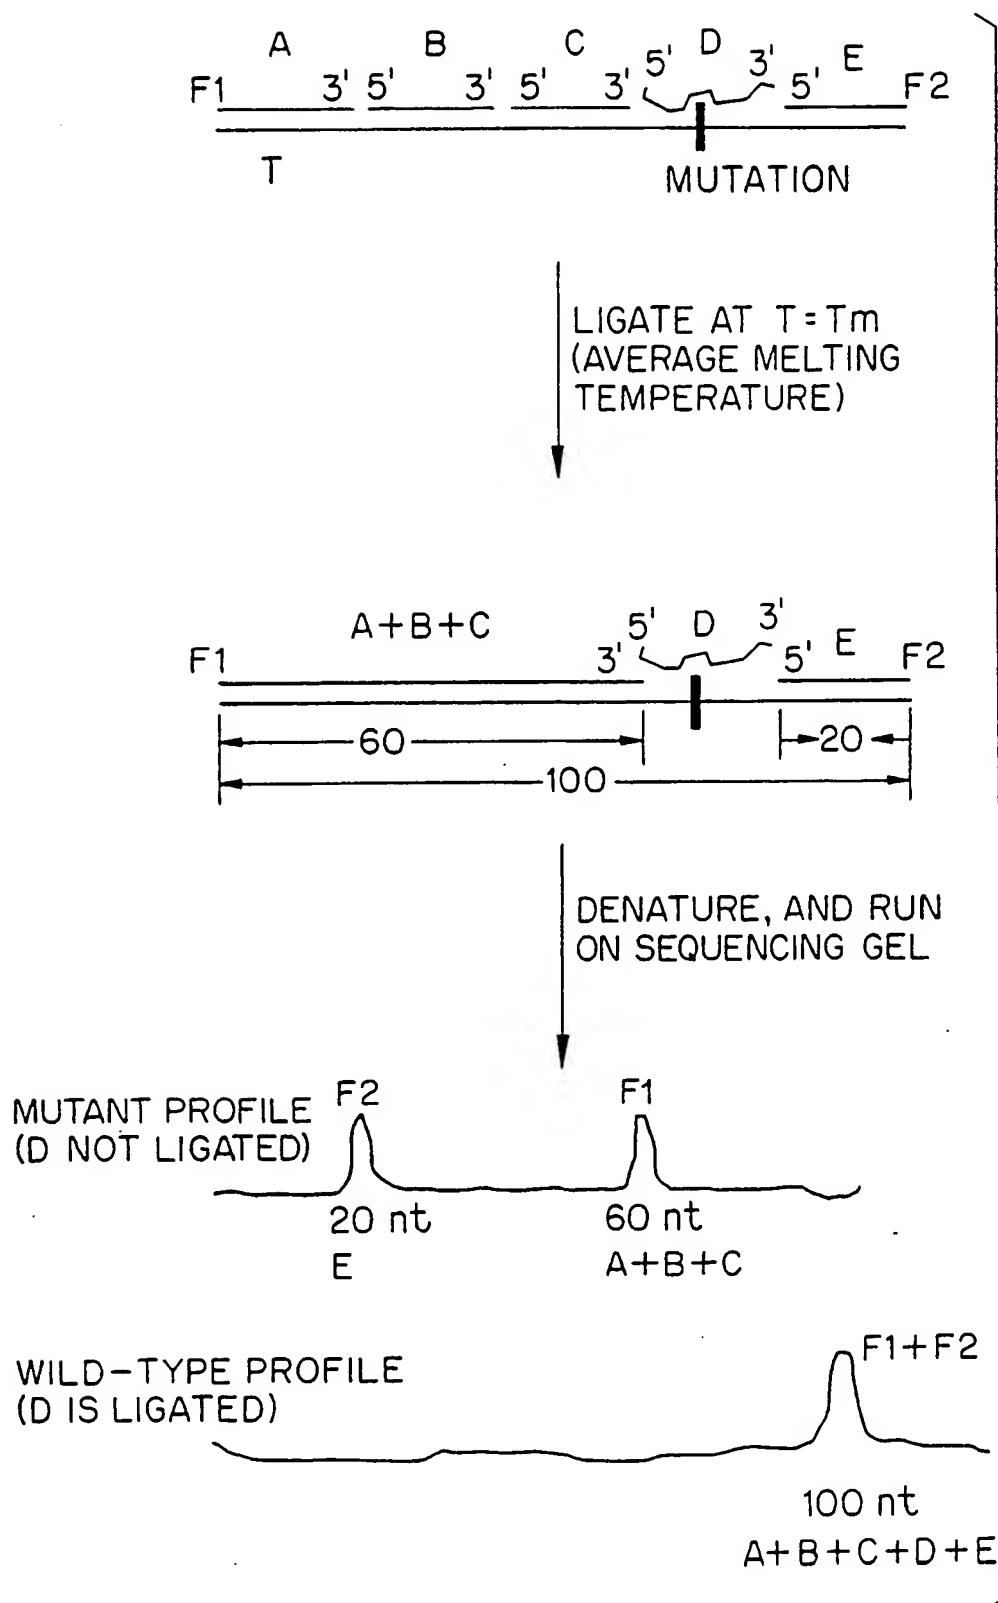 A B C D E
F1 3' 5' 3' 5' 3' 5' 3' 5' F2
T
MUTATION
LIGATE AT T=Tm
(AVERAGE MELTING
TEMPERATURE)
A+B+C 5' D 3'
F1 3' 5' E F2
60 20
100
DENATURE, AND RUN
ON SEQUENCING GEL
F2 F1
MUTANT PROFILE
(D NOT LIGATED)
20 nt 60 nt
E A+B+C
F1+F2
WILD-TYPE PROFILE
(D IS LIGATED)
100 nt
A+B+C+D+E